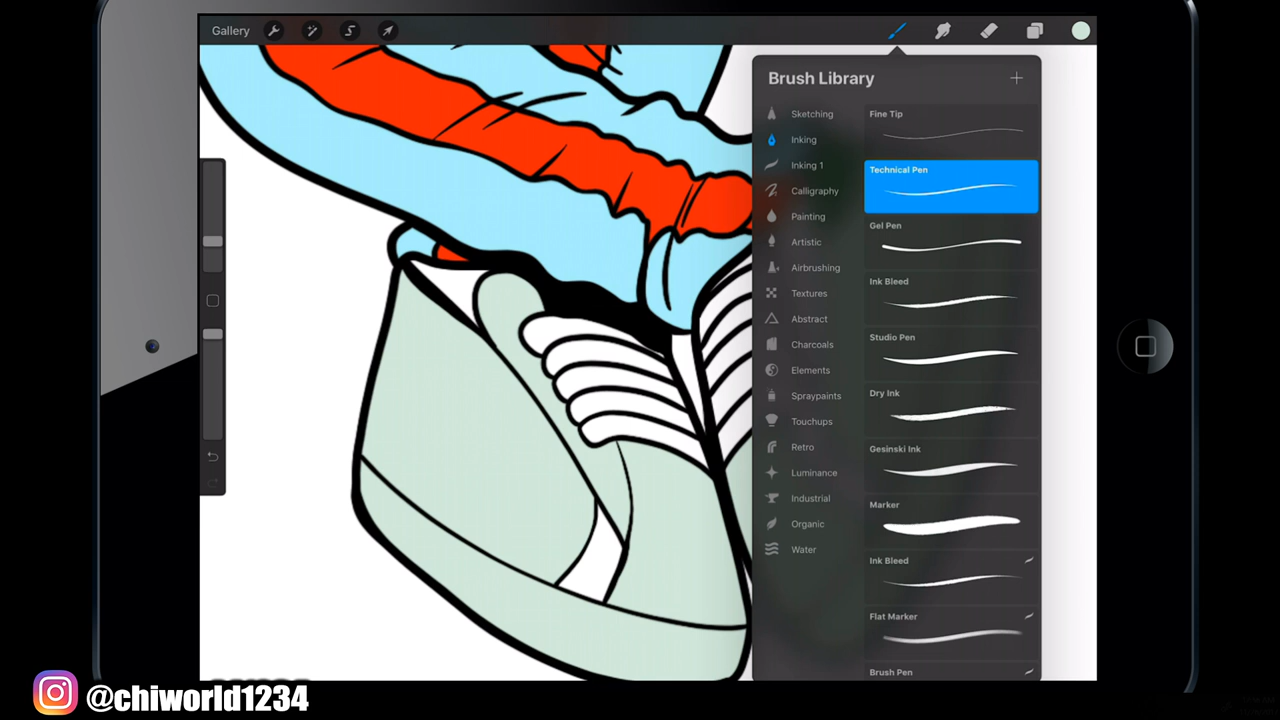 Gallery
Brush Library
Sketching
Inking
Inking 1
Calligraphy
Painting
Artistic
Airbrushing
Textures
Abstract
Charcoals
Elements
Spraypaints
Touchups
Retro
Luminance
Industrial
Organic
Water
Fine Tip
Technical Pen
Gel Pen
Ink Bleed
Studio Pen
Dry Ink
Gesinski Ink
Marker
Ink Bleed
Flat Marker
Brush Pen
@chiworld1234